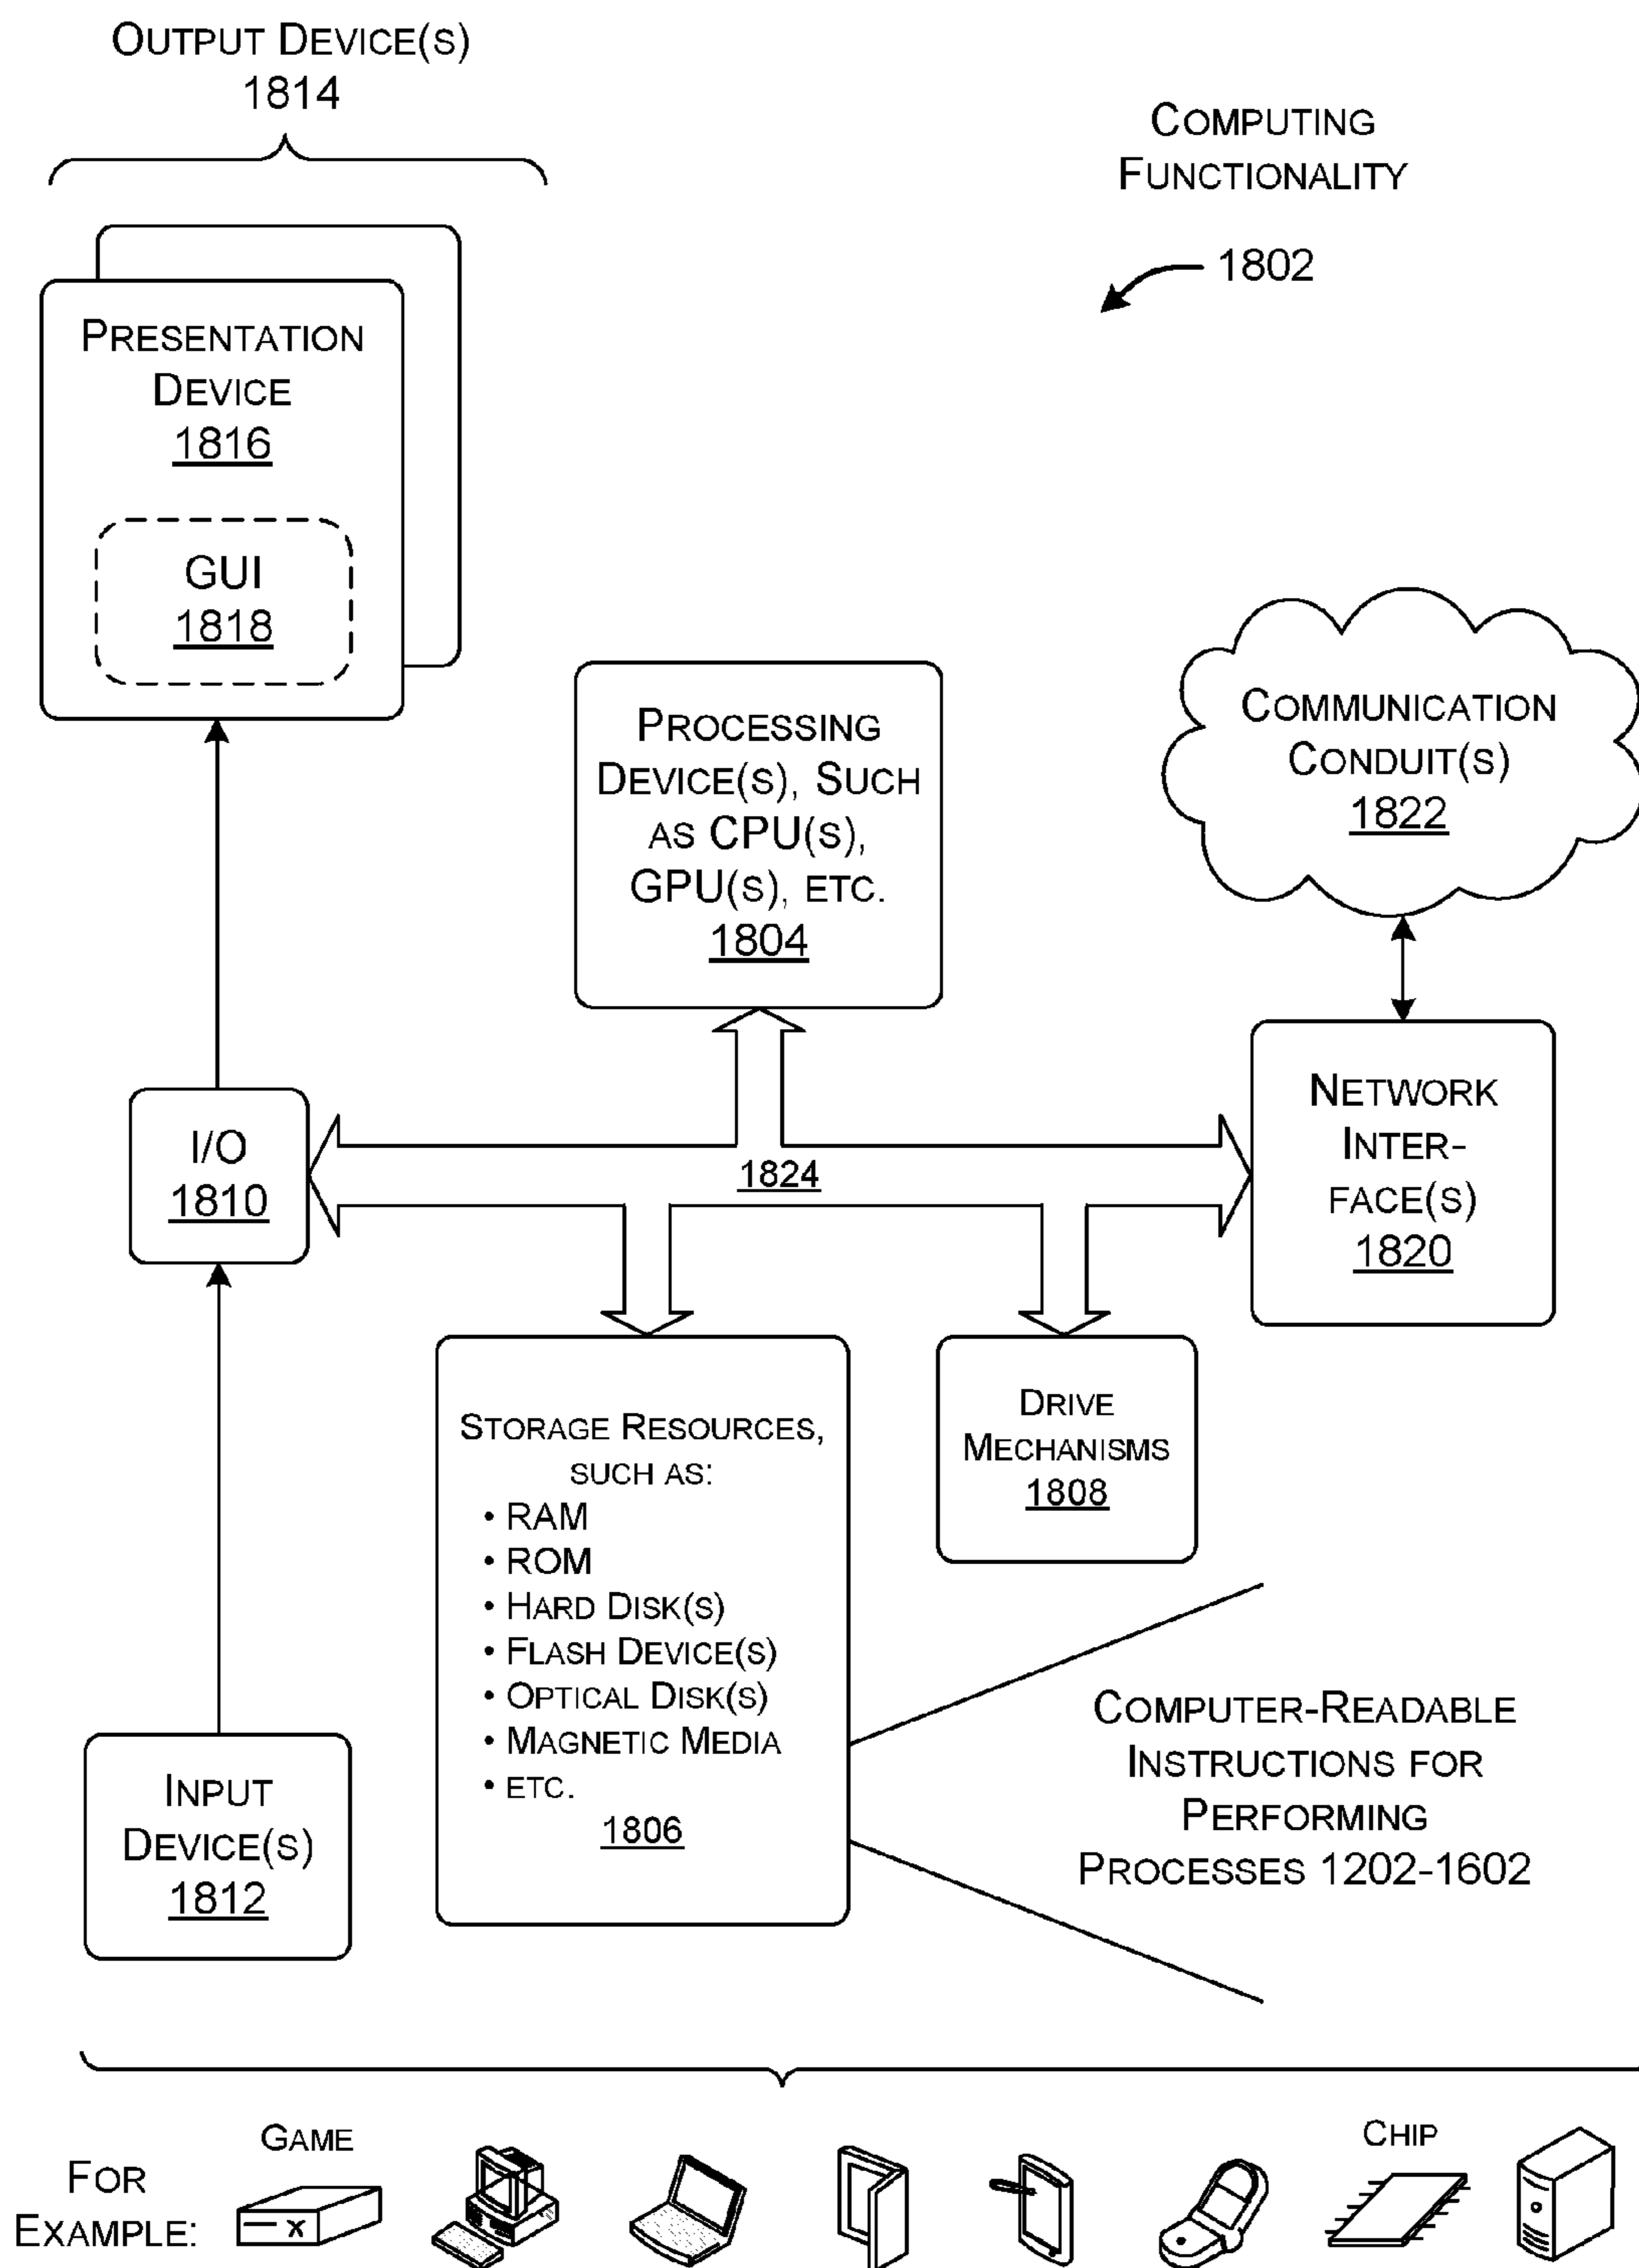 OUTPUT DEVICE(S)
1814
COMPUTING
FUNCTIONALITY
1802
PRESENTATION
DEVICE
1816
GUI
1818
PROCESSING
DEVICE(S), SUCH
AS CPU(S),
GPU(S), ETC.
1804
COMMUNICATION
CONDUIT(S)
1822
I/O
1810
1824
NETWORK
INTER-
FACE(S)
1820
STORAGE RESOURCES,
SUCH AS:
• RAM
• ROM
• HARD DISK(S)
• FLASH DEVICE(S)
• OPTICAL DISK(S)
• MAGNETIC MEDIA
• ETC.
1806
DRIVE
MECHANISMS
1808
INPUT
DEVICE(S)
1812
COMPUTER-READABLE
INSTRUCTIONS FOR
PERFORMING
PROCESSES 1202-1602
FOR
EXAMPLE:
GAME
X
CHIP